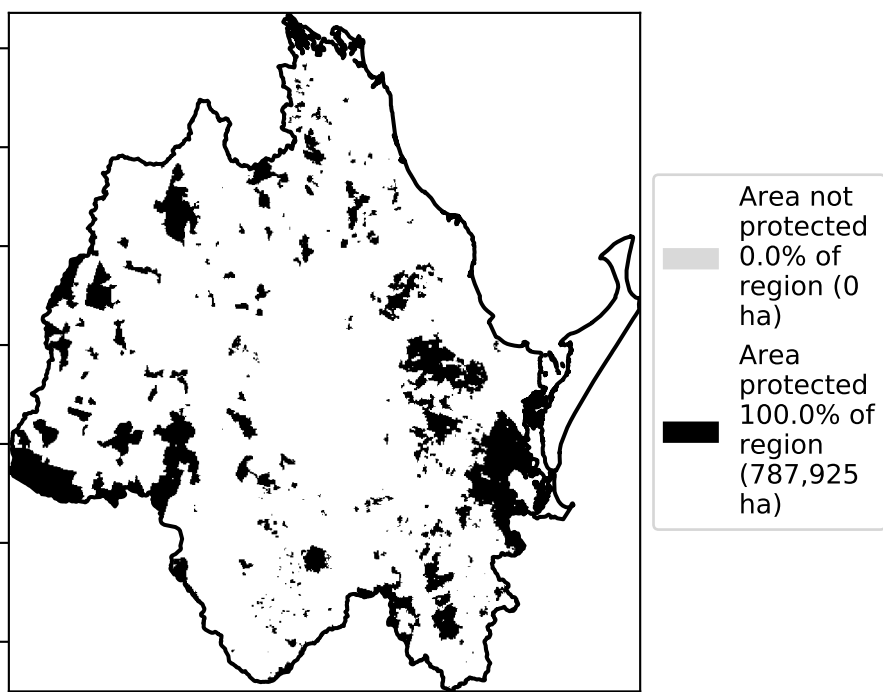 Area not
protected
0.0% of
region (0
ha)
Area
protected
100.0% of
region
(787,925
ha)